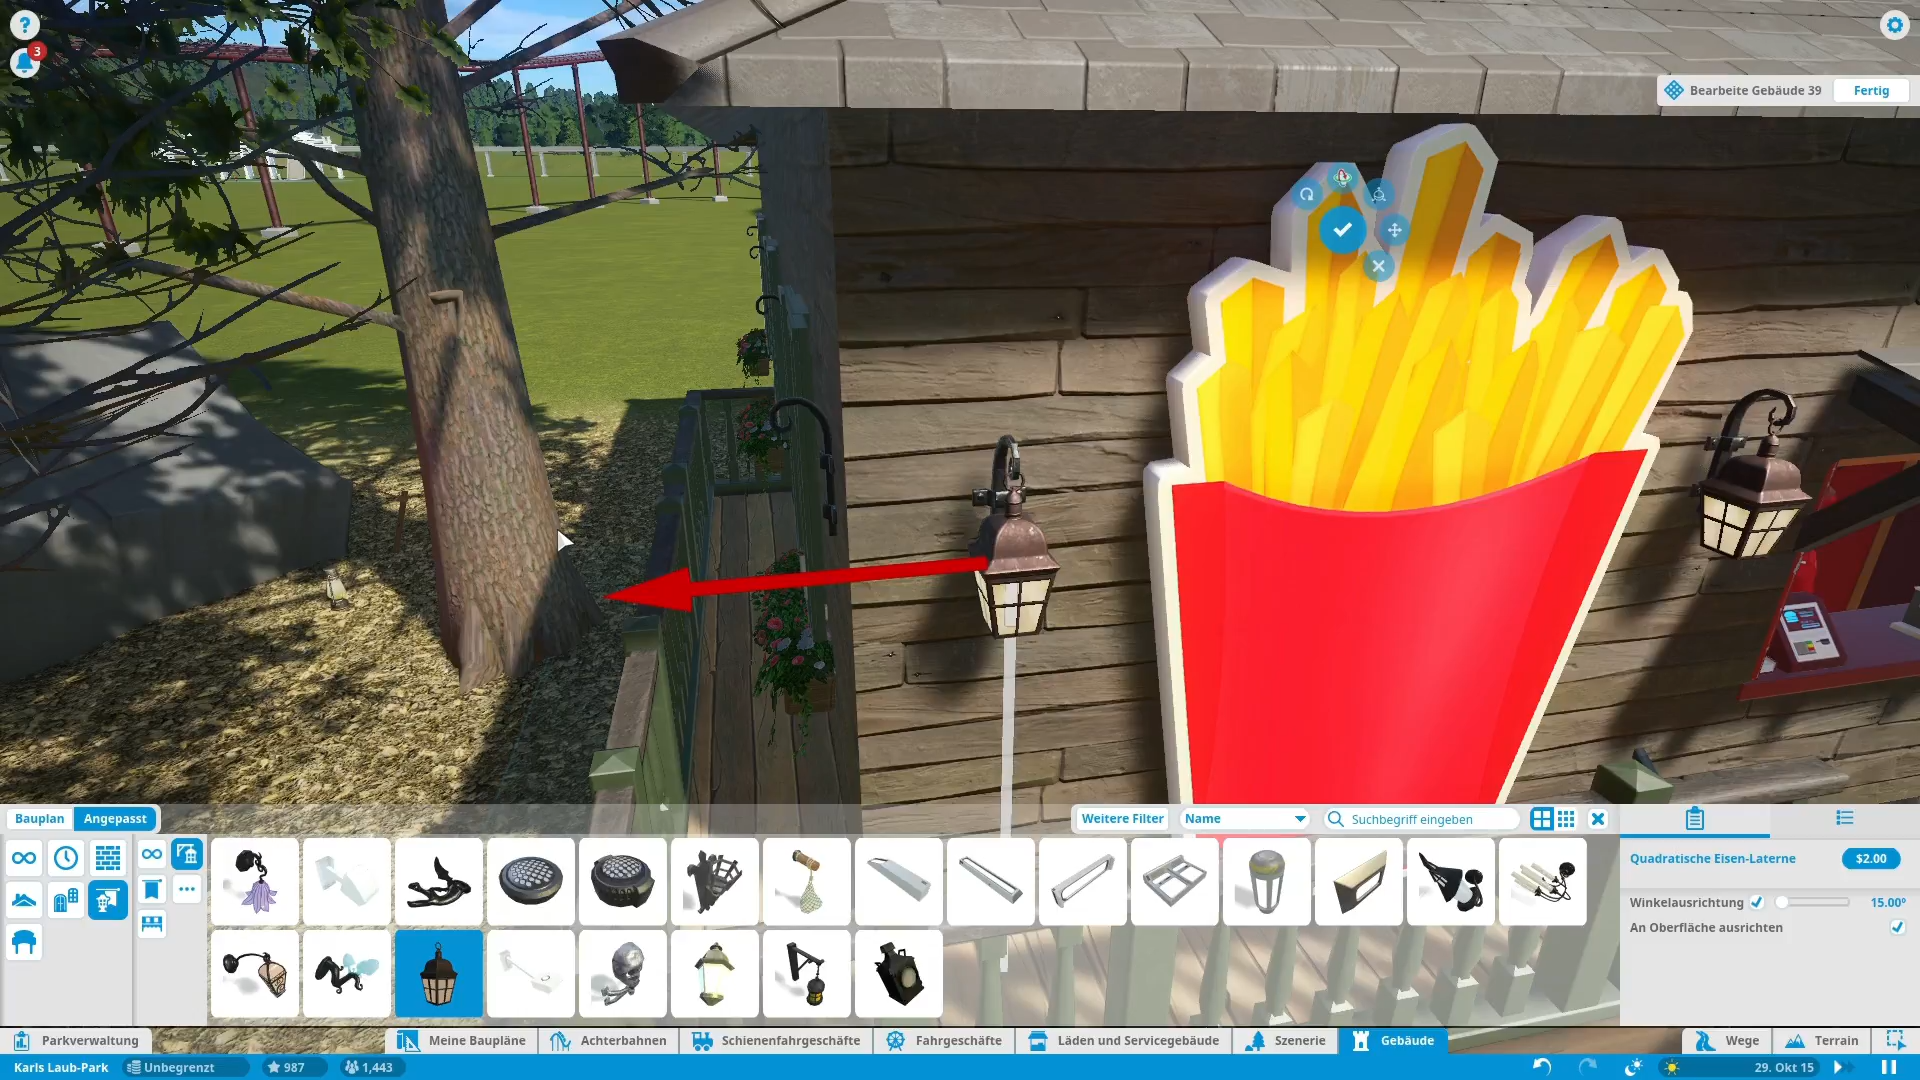 ?
3
Bearbeite Gebäude 39
Fertig
Bauplan
Angepasst
Weitere Filter
Name
Suchbegriff eingeben
Quadratische Eisen-Laterne
$2.00
Winkelausrichtung
15.00°
An Oberfläche ausrichten
Parkverwaltung
Meine Baupläne
Achterbahnen
Schienenfahrgeschäfte
Fahrgeschäfte
Läden und Servicegebäude
Szenerie
Gebäude
Wege
Terrain
Karls Laub-Park
Unbegrenzt
987
1,443
29. Okt 15